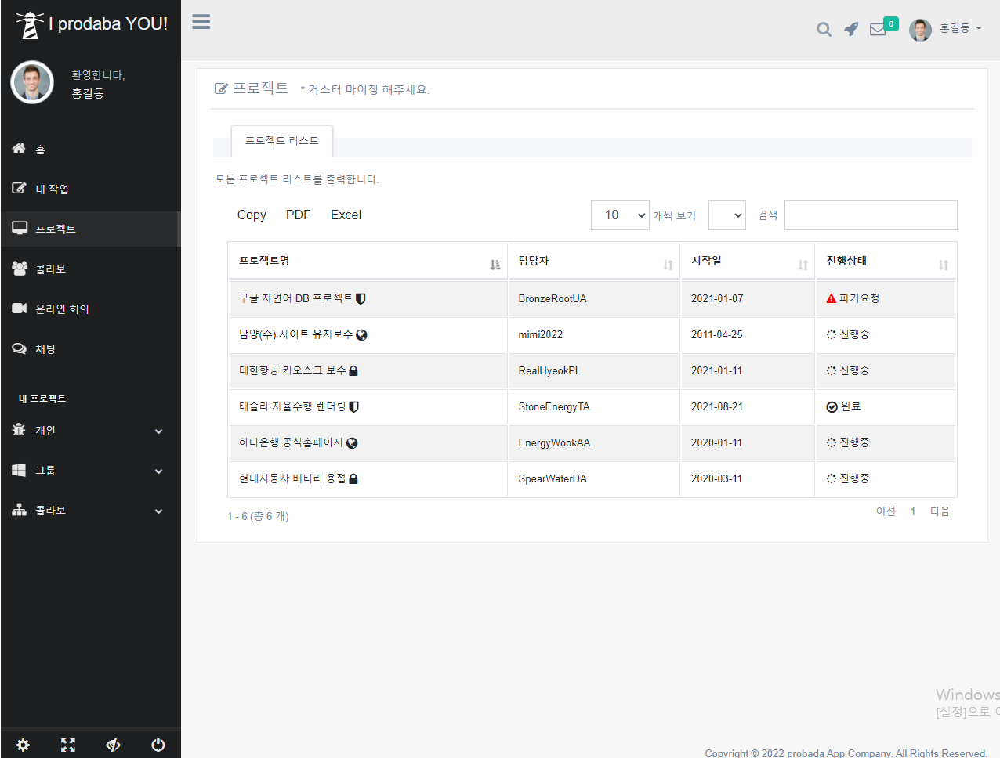 I prodaba YOU!
6
홍길동
환영합니다,
홍길동
홈
내 작업
프로젝트
콜라보
온라인 회의
채팅
내 프로젝트
개인
그룹
콜라보
프로젝트 * 커스터 마이징 해주세요.
프로젝트 리스트
모든 프로젝트 리스트를 출력합니다.
Copy PDF Excel 10 개씩 보기 검색
프로젝트명 담당자 시작일 진행상태
구글 자연어 DB 프로젝트 BronzeRootUA 2021-01-07 파기요청
남양(주) 사이트 유지보수 mimi2022 2011-04-25 진행중
대한항공 키오스크 보수 RealHyeokPL 2021-01-11 진행중
테슬라 자율주행 렌더링 StoneEnergyTA 2021-08-21 완료
하나은행 공식홈페이지 EnergyWookAA 2020-01-11 진행중
현대자동차 배터리 용접 SpearWaterDA 2020-03-11 진행중
1 - 6 (총 6 개) 이전 1 다음
Windows
[설정]으로
Copyright © 2022 probada App Company. All Rights Reserved.